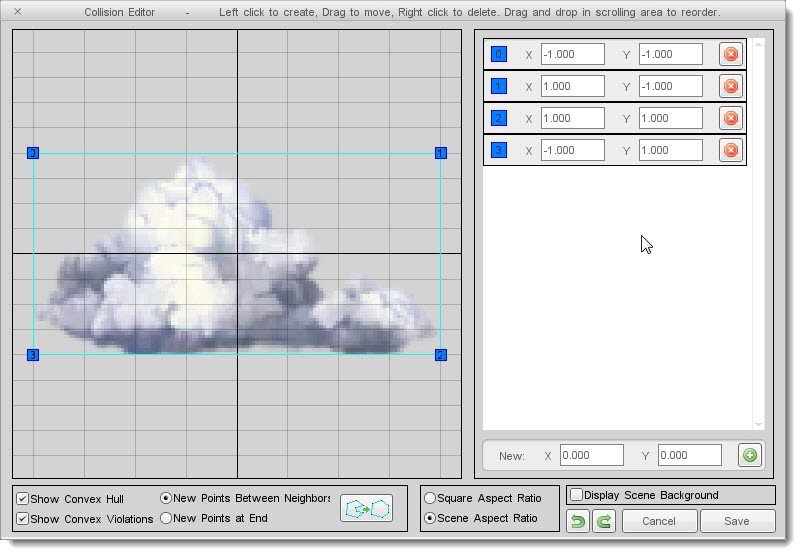 Collision Editor - Left click to create, Drag to move, Right click to delete. Drag and drop in scrolling area to reorder.
0 X -1.000 Y -1.000
1 X 1.000 Y -1.000
2 X 1.000 Y 1.000
3 X -1.000 Y 1.000
0 1
3 2
New: X 0.000 Y 0.000
Show Convex Hull
Show Convex Violations
New Points Between Neighbors
New Points at End
Square Aspect Ratio
Scene Aspect Ratio
Display Scene Background
Cancel
Save